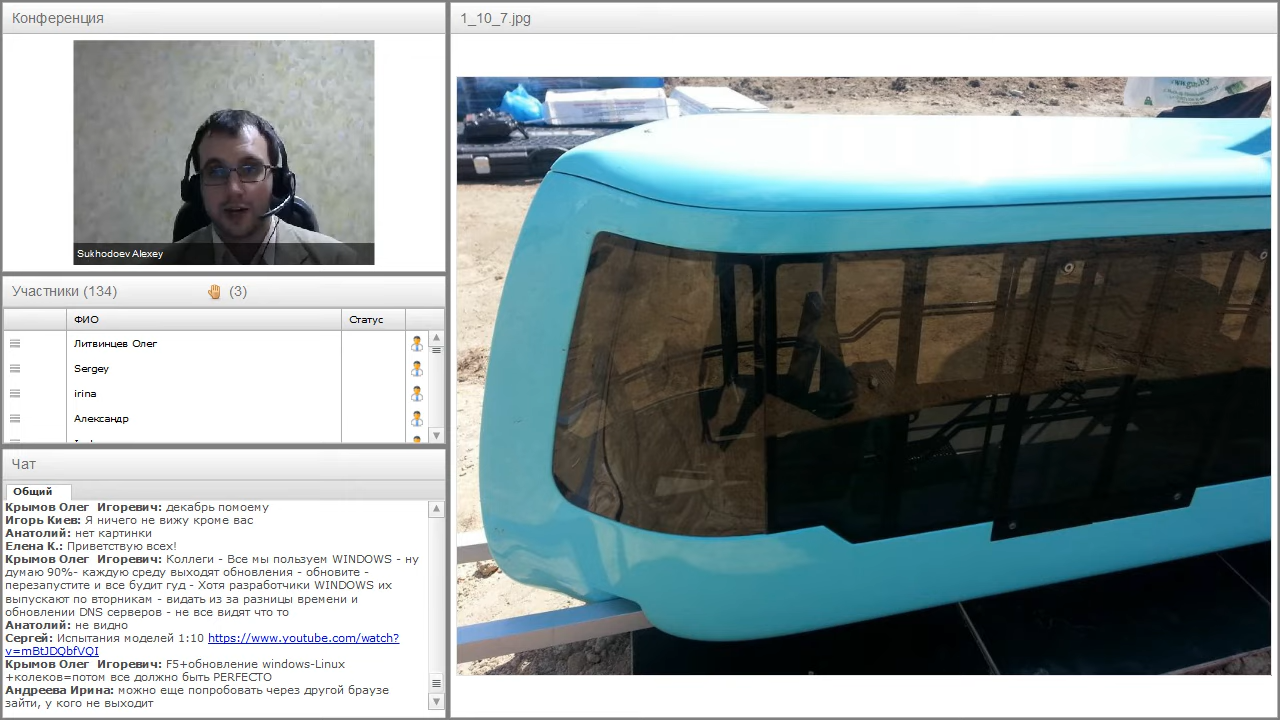 Конференция
1_10_7.jpg
Sukhodoev Alexey
Участники (134)
(3)
ФИО
Статус
Литвинцев Олег
Sergey
irina
Александр
Чат
Общий
Крымов Олег Игоревич: декабрь помоему
Игорь Киев: Я ничего не вижу кроме вас
Анатолий: нет картинки
Елена К.: Приветствую всех!
Крымов Олег Игоревич: Коллеги - Все мы пользуем WINDOWS - ну
думаю 90%- каждую среду выходят обновления - обновите -
перезапустите и все будит гуд - Хотя разработчики WINDOWS их
выпускают по вторникам - видать из за разницы времени и
обновлении DNS серверов - не все видят что то
Анатолий: не видно
Сергей: Испытания моделей 1:10 https://www.youtube.com/watch?
v=mBtJDQbfVQI
Крымов Олег Игоревич: F5+обновление windows-Linux
+колеков=потом все должно быть PERFECTO
Андреева Ирина: можно еще попробовать через другой браузе
зайти, у кого не выходит